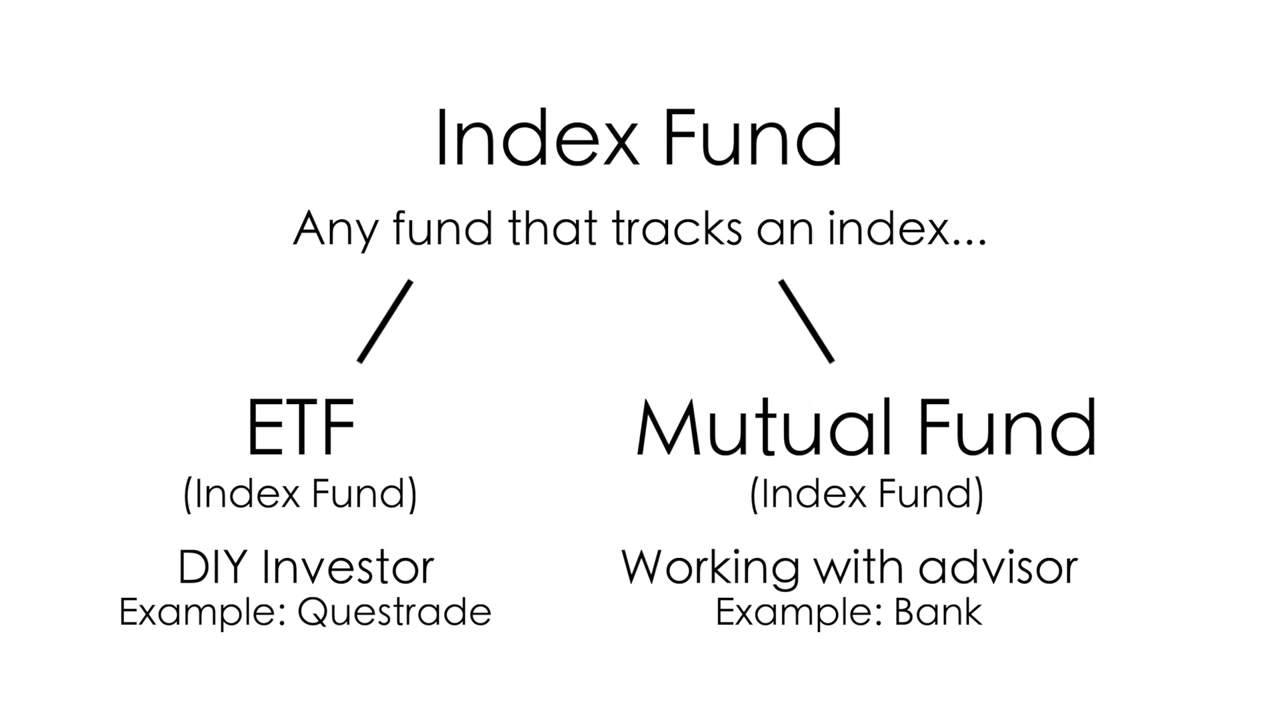 Index Fund
Any fund that tracks an index...
ETF
(Index Fund)
DIY Investor
Example: Questrade
Mutual Fund
(Index Fund)
Working with advisor
Example: Bank